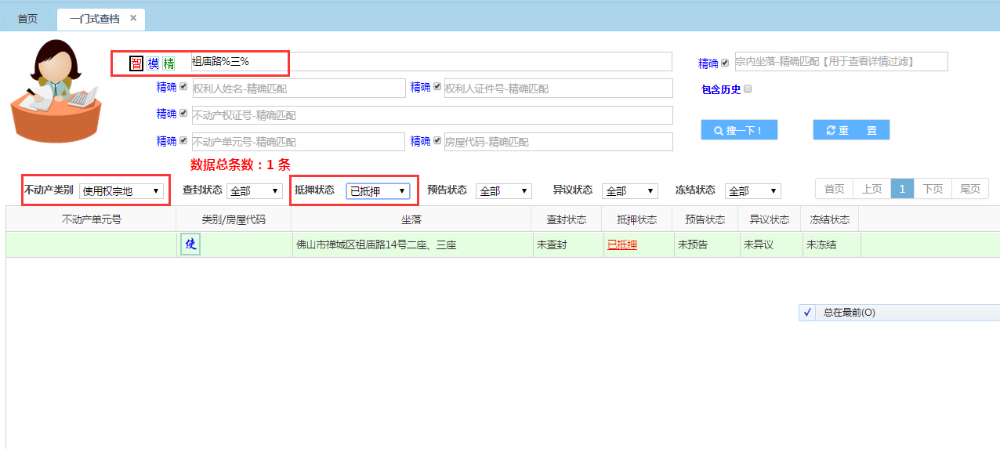 首页 一门式查档 ×
智 模 精 祖庙路%三% 精确 宗内坐落-精确匹配【用于查看详情过滤】
精确 权利人姓名-精确匹配 精确 权利人证件号-精确匹配 包含历史
精确 不动产权证号-精确匹配 搜一下！ 重 置
精确 不动产单元号-精确匹配 精确 房屋代码-精确匹配
数据总条数：1 条
不动产类别 使用权宗地 查封状态 全部 抵押状态 已抵押 预告状态 全部 异议状态 全部 冻结状态 全部 首页 上页 1 下页 尾页
不动产单元号 类别/房屋代码 坐落 查封状态 抵押状态 预告状态 异议状态 冻结状态
使 佛山市禅城区祖庙路14号二座、三座 未查封 已抵押 未预告 未异议 未冻结
√ 总在最前(O)